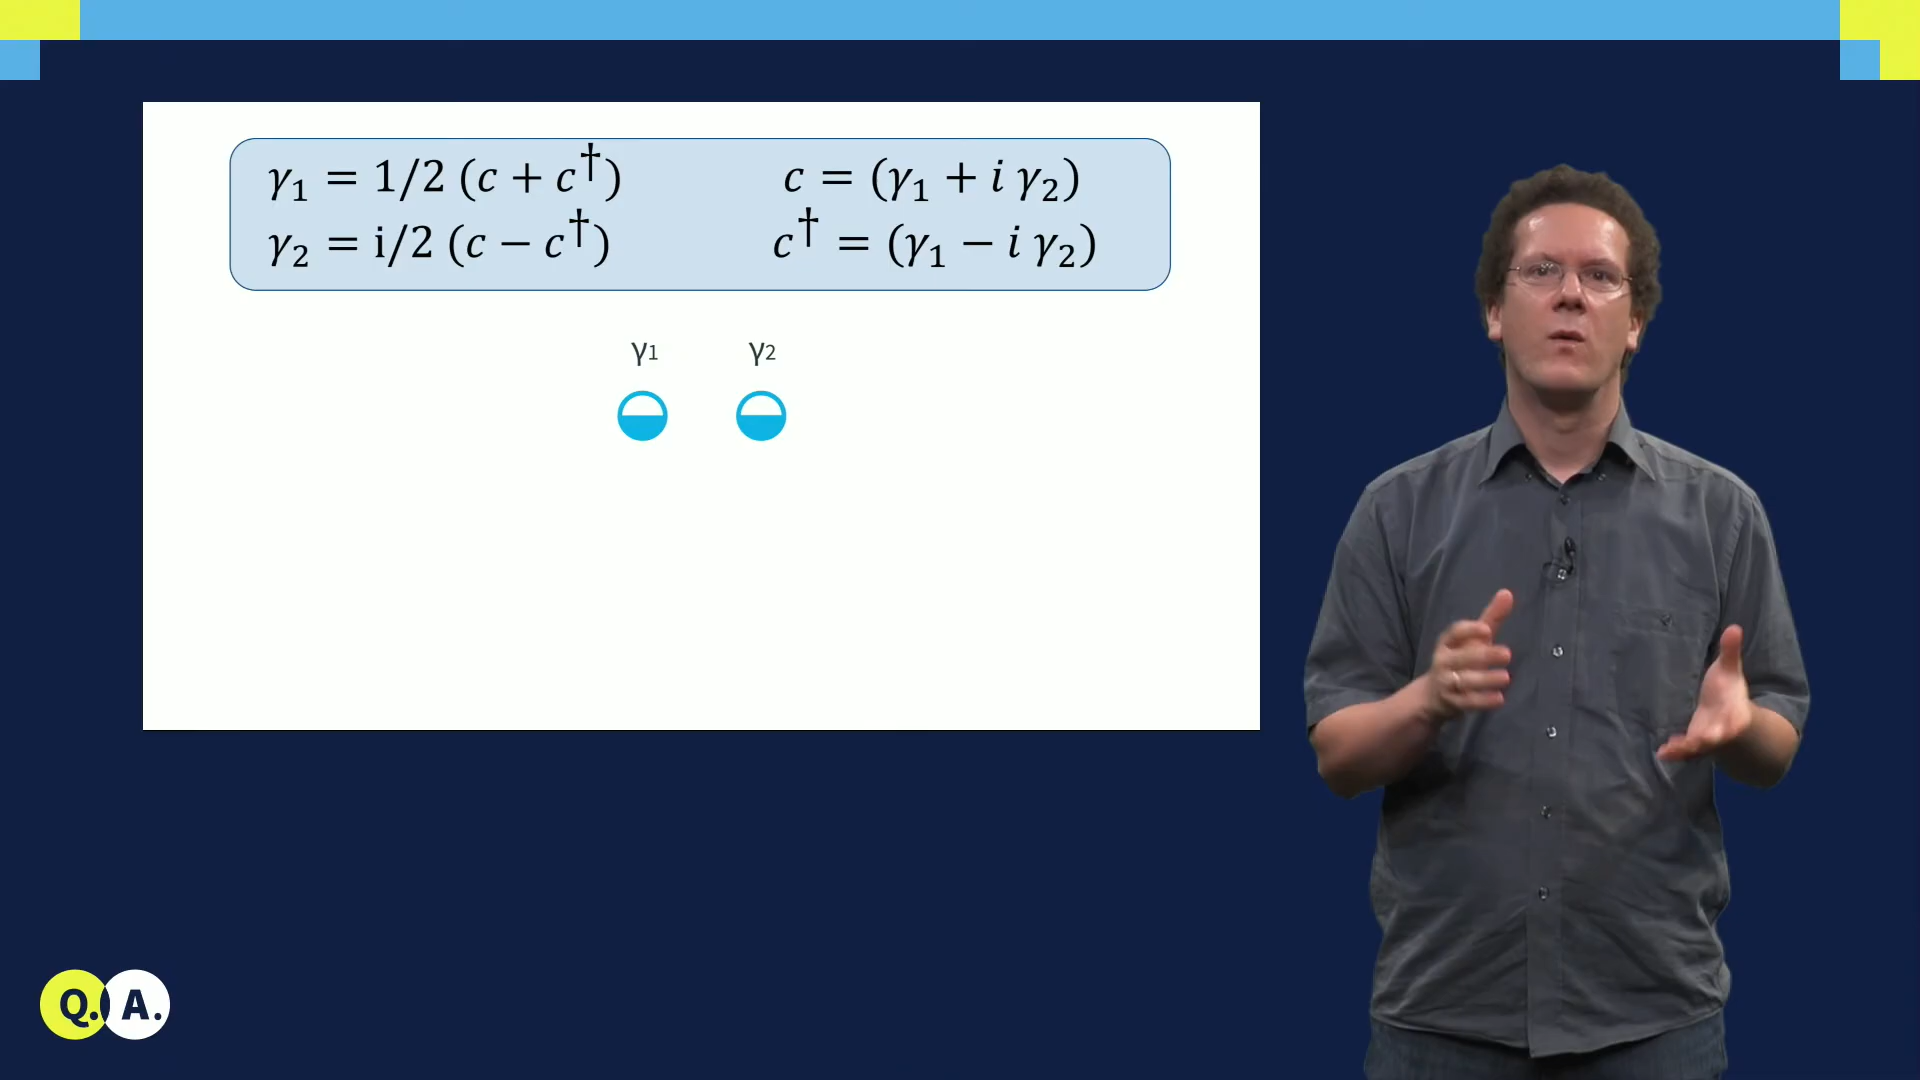 γ₁ = 1/2 (c + c†)
c = (γ₁ + i γ₂)
γ₂ = i/2 (c − c†)
c† = (γ₁ − i γ₂)
γ1 γ2
Q. A.